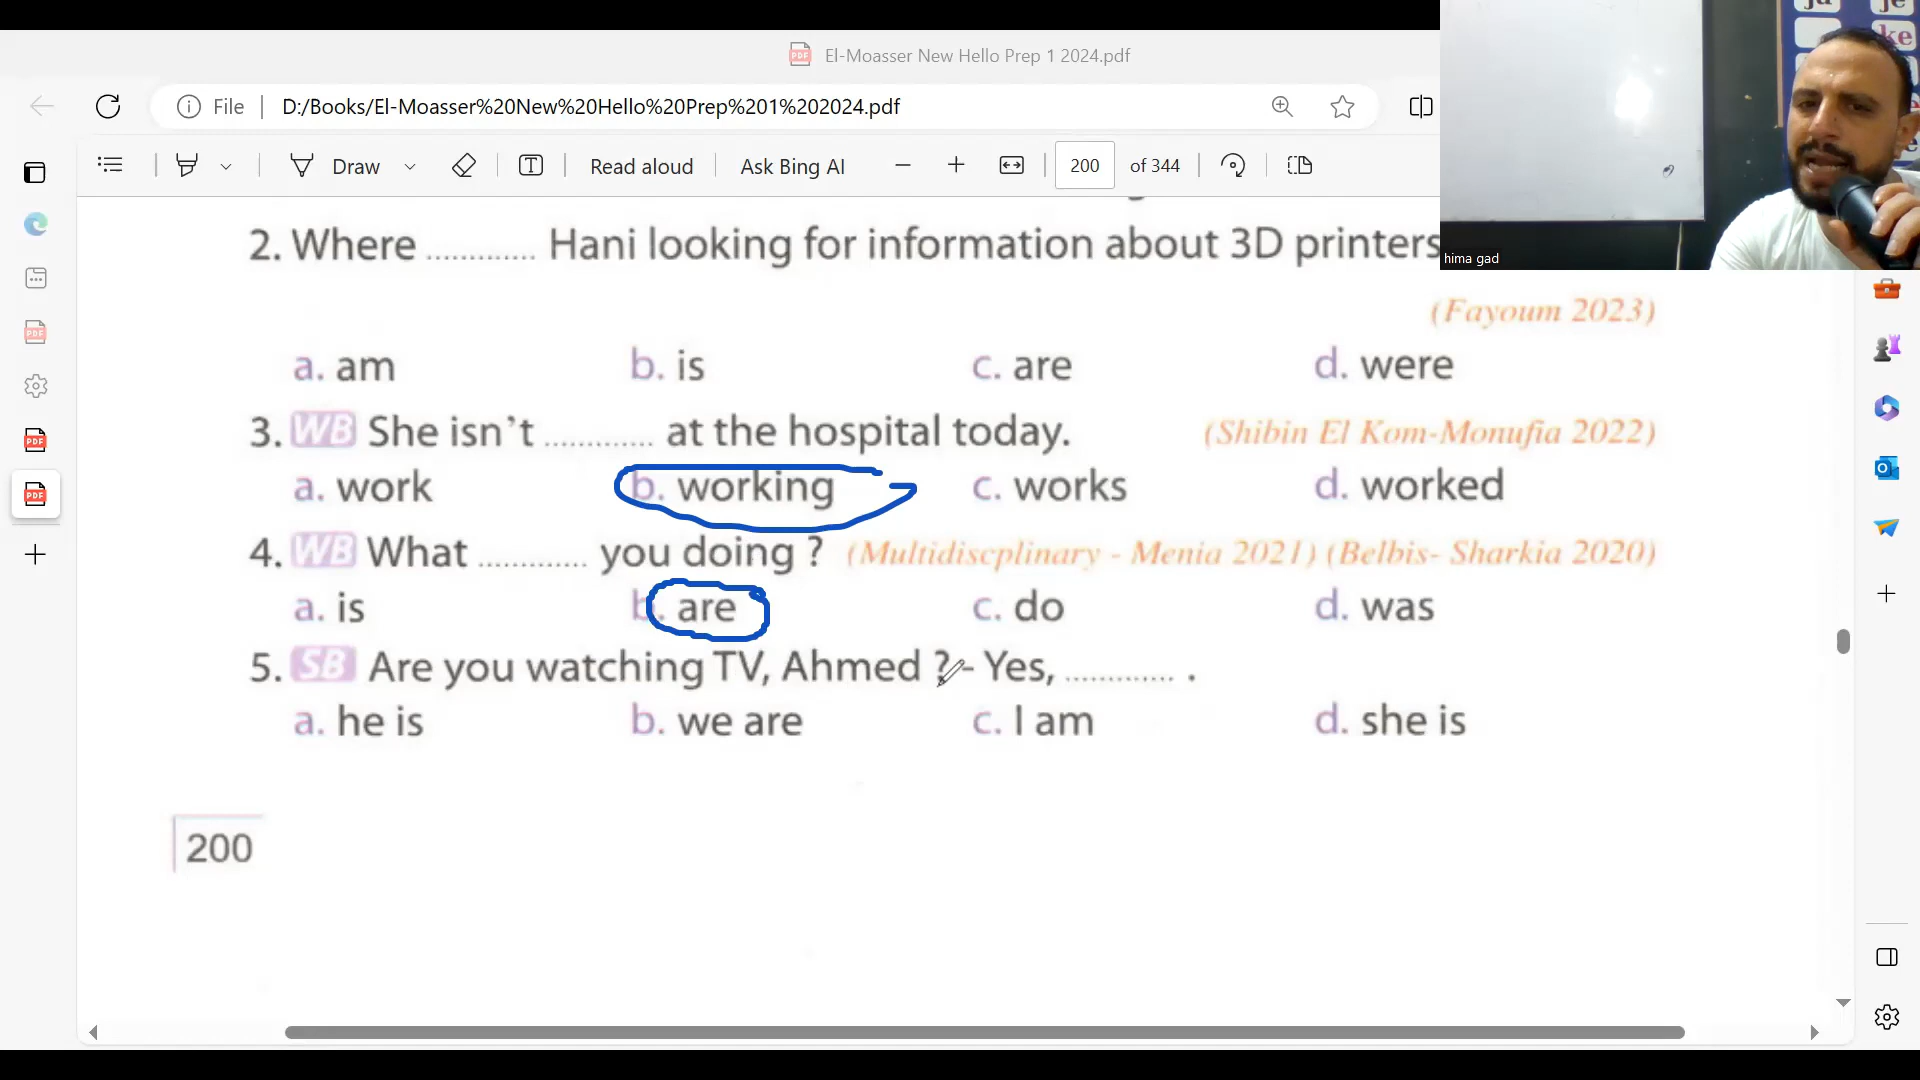 ja je
ke
El-Moasser New Hello Prep 1 2024.pdf
File D:/Books/El-Moasser%20New%20Hello%20Prep%201%202024.pdf
Draw Read aloud Ask Bing AI 200 of 344
hima gad
2. Where ............. Hani looking for information about 3D printers
(Fayoum 2023)
a. am b. is c. are d. were
3. WB She isn't ............. at the hospital today. (Shibin El Kom-Monufia 2022)
a. work b. working c. works d. worked
4. WB What ............. you doing ? (Multidiscplinary - Menia 2021) (Belbis- Sharkia 2020)
a. is b. are c. do d. was
5. SB Are you watching TV, Ahmed ? - Yes, ............. .
a. he is b. we are c. I am d. she is
200